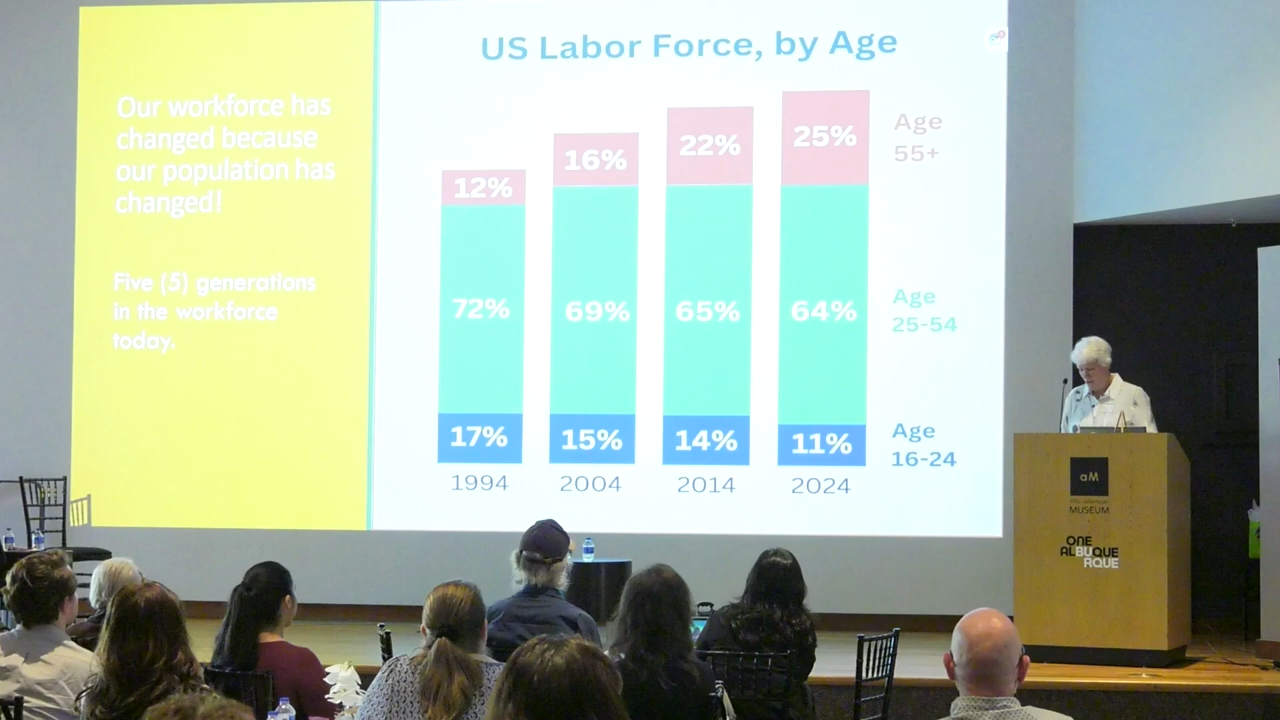 US Labor Force, by Age
Our workforce has
changed because
our population has
changed!
Five (5) generations
in the workforce
today.
12%
16%
22%
25%
Age
55+
72%
69%
65%
64%
Age
25-54
17%
15%
14%
11%
Age
16-24
1994
2004
2014
2024
aM
MUSEUM
ONE
ALBUQUE
RQUE